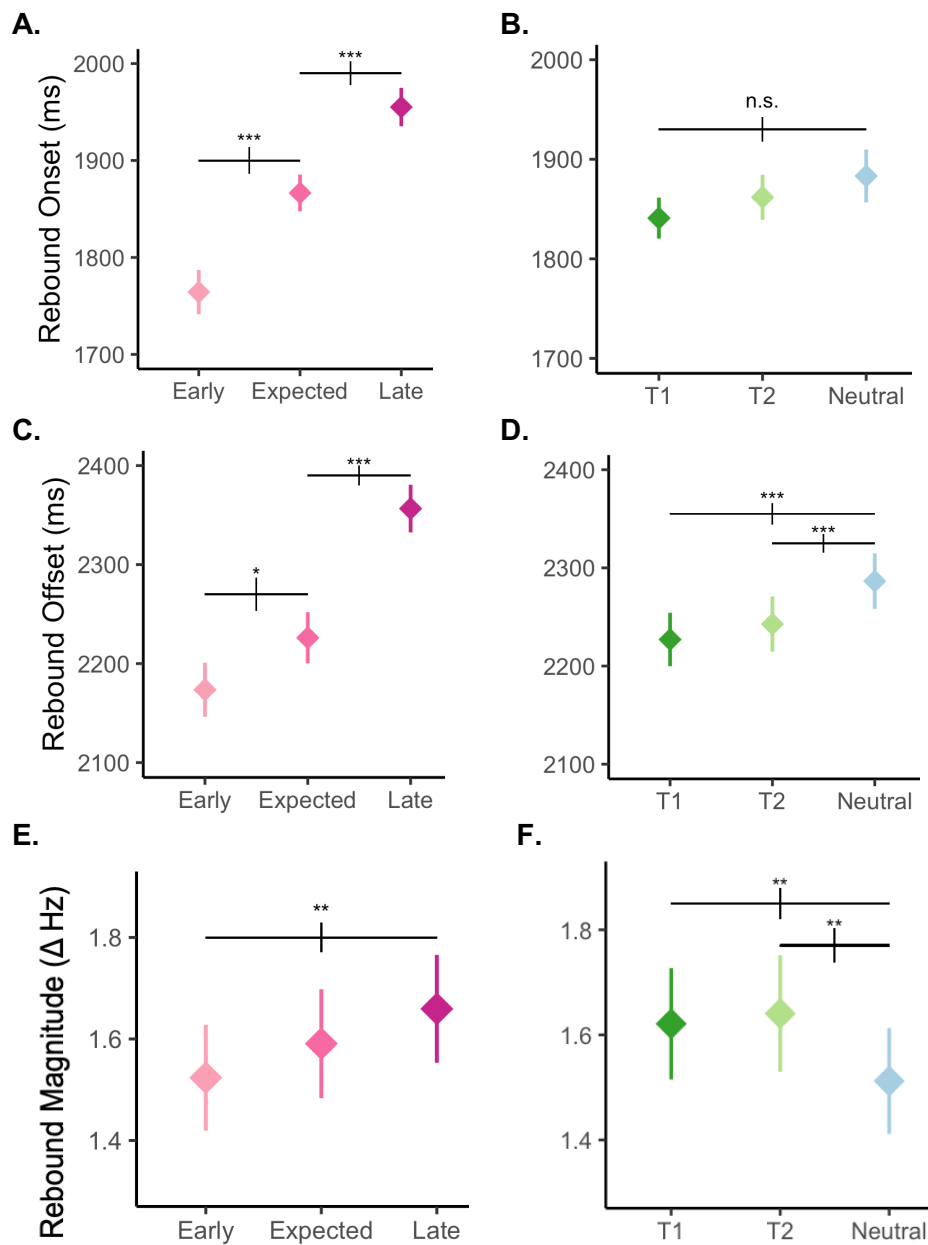 A.
Rebound Onset (ms)
2000
1900
1800
1700
***
***
Early Expected Late
B.
2000
1900
1800
1700
n.s.
T1 T2 Neutral
C.
Rebound Offset (ms)
2400
2300
2200
2100
***
*
Early Expected Late
D.
2400
2300
2200
2100
***
***
T1 T2 Neutral
E.
Rebound Magnitude (Δ Hz)
1.8
1.6
1.4
**
Early Expected Late
F.
1.8
1.6
1.4
**
**
T1 T2 Neutral